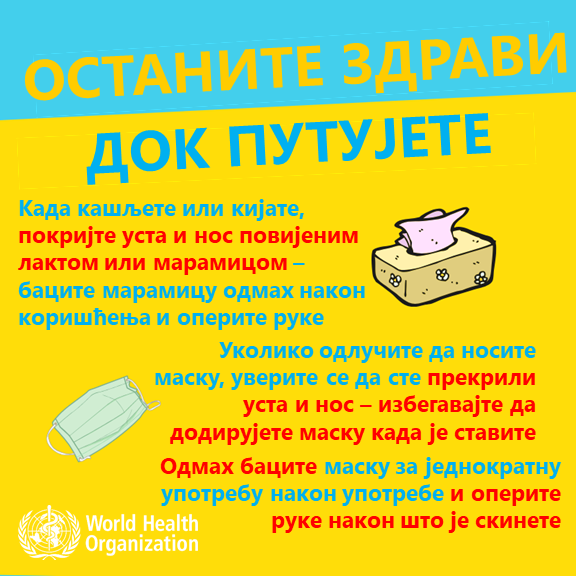 ОСТАНИТЕ ЗДРАВИ
ДОК ПУТУЈЕТЕ
Када кашљете или кијате,
покријте уста и нос повијеним
лактом или марамицом –
баците марамицу одмах након
коришћења и оперите руке
Уколико одлучите да носите
маску, уверите се да сте прекрили
уста и нос – избегавајте да
додирујете маску када је ставите
Одмах баците маску за једнократну
употребу након употребе и оперите
руке након што је скинете
World Health
Organization